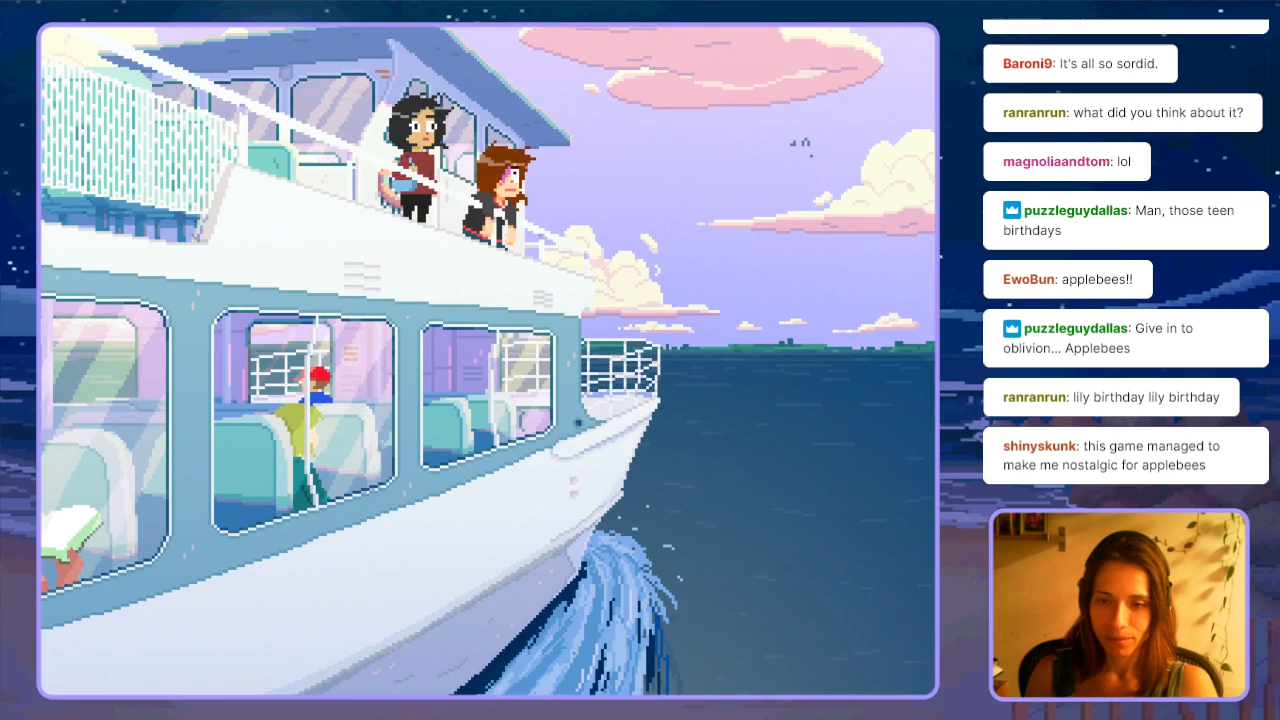 Baroni9: It's all so sordid.
ranranrun: what did you think about it?
magnoliaandtom: lol
puzzleguydallas: Man, those teen
birthdays
EwoBun: applebees!!
puzzleguydallas: Give in to
oblivion... Applebees
ranranrun: lily birthday lily birthday
shinyskunk: this game managed to
make me nostalgic for applebees